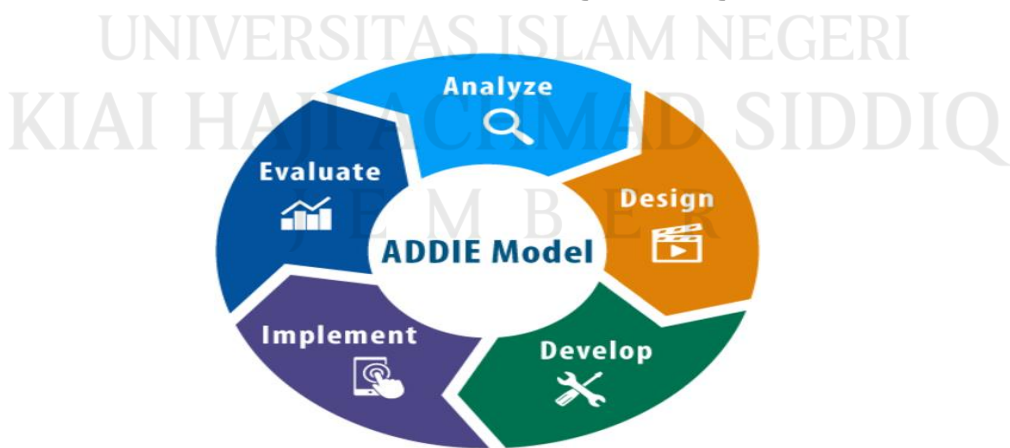 UNIVERSITAS ISLAM NEGERI
KIAI HAJI ACHMAD SIDDIQ
J E M B E R
Analyze
Design
Develop
Implement
Evaluate
ADDIE Model